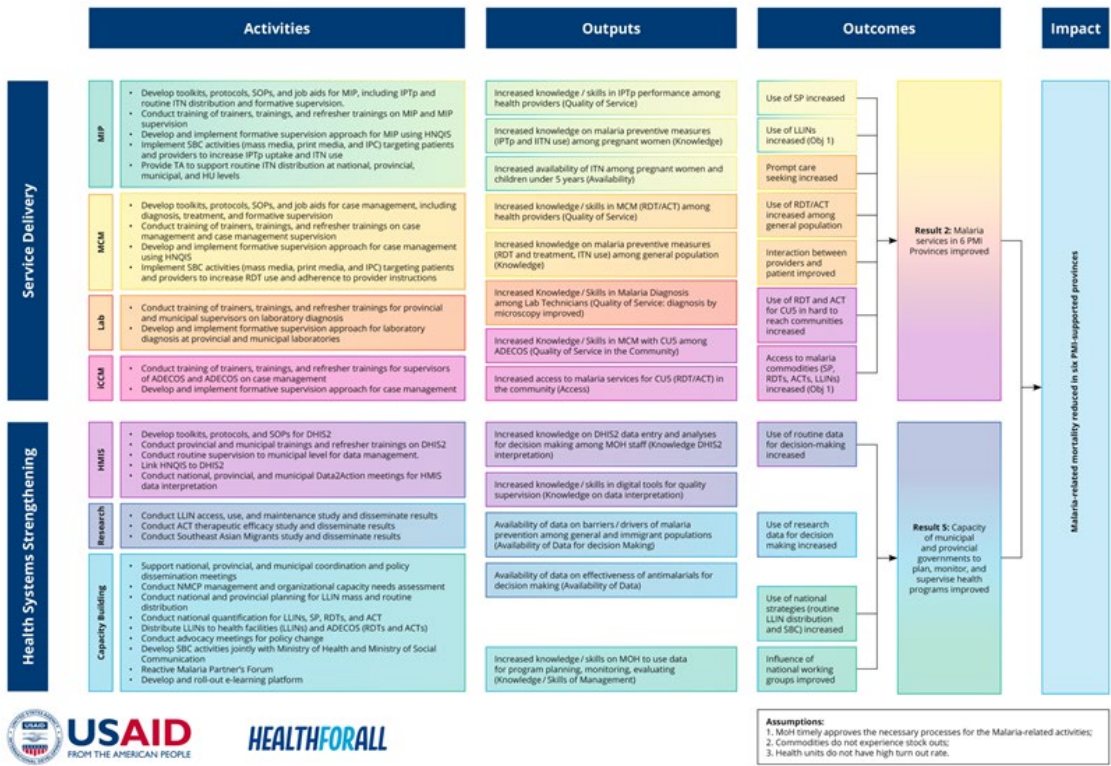 Activities
Outputs
Outcomes
Impact
Service Delivery
MIP
• Develop toolkits, protocols, SOPs, and job aids for MIP, including IPTp and
routine ITN distribution and formative supervision.
• Conduct training of trainers, trainings, and refresher trainings on MIP and MIP
supervision
• Develop and implement formative supervision approach for MIP using HNQIS
• Implement SBC activities (mass media, print media, and IPC) targeting patients
and providers to increase IPTp uptake and ITN use
• Provide TA to support routine ITN distribution at national, provincial,
municipal, and HU levels
MCM
• Develop toolkits, protocols, SOPs, and job aids for case management, including
diagnosis, treatment, and formative supervision
• Conduct training of trainers, trainings, and refresher trainings on case
management and case management supervision
• Develop and implement formative supervision approach for case management
using HNQIS
• Implement SBC activities (mass media, print media, and IPC) targeting patients
and providers to increase RDT use and adherence to provider instructions
Lab
• Conduct training of trainers, trainings, and refresher trainings for provincial
and municipal supervisors on laboratory diagnosis
• Develop and implement formative supervision approach for laboratory
diagnosis at provincial and municipal laboratories
iCCM
• Conduct training of trainers, trainings, and refresher trainings for supervisors
of ADECOS and ADECOS on case management
• Develop and implement formative supervision approach for case management
Increased knowledge / skills in IPTp performance among
health providers (Quality of Service)
Increased knowledge on malaria preventive measures
(IPTp and IITN use) among pregnant women (Knowledge)
Increased availability of ITN among pregnant women and
children under 5 years (Availability)
Increased knowledge / skills in MCM (RDT/ACT) among
health providers (Quality of Service)
Increased knowledge on malaria preventive measures
(RDT and treatment, ITN use) among general population
(Knowledge)
Increased Knowledge / Skills in Malaria Diagnosis
among Lab Technicians (Quality of Service: diagnosis by
microscopy improved)
Increased Knowledge / Skills in MCM with CU5 among
ADECOS (Quality of Service in the Community)
Increased access to malaria services for CU5 (RDT/ACT) in
the community (Access)
Use of SP increased
Use of LLINs
increased (Obj 1)
Prompt care
seeking increased
Use of RDT/ACT
increased among
general population
Interaction between
providers and
patient improved
Use of RDT and ACT
for CU5 in hard to
reach communities
increased
Access to malaria
commodities (SP,
RDTs, ACTs, LLINs)
increased (Obj 1)
Result 2: Malaria
services in 6 PMI
Provinces improved
Malaria-related mortality reduced in six PMI-supported provinces
Health Systems Strengthening
HMIS
• Develop toolkits, protocols, and SOPs for DHIS2
• Conduct provincial and municipal trainings and refresher trainings on DHIS2
• Conduct routine supervision to municipal level for data management.
• Link HNQIS to DHIS2
• Conduct national, provincial, and municipal Data2Action meetings for HMIS
data interpretation
Research
• Conduct LLIN access, use, and maintenance study and disseminate results
• Conduct ACT therapeutic efficacy study and disseminate results
• Conduct Southeast Asian Migrants study and disseminate results
Capacity Building
• Support national, provincial, and municipal coordination and policy
dissemination meetings
• Conduct NMCP management and organizational capacity needs assessment
• Conduct national and provincial planning for LLIN mass and routine
distribution
• Conduct national quantification for LLINs, SP, RDTs, and ACT
• Distribute LLINs to health facilities (LLINs) and ADECOS (RDTs and ACTs)
• Conduct advocacy meetings for policy change
• Develop SBC activities jointly with Ministry of Health and Ministry of Social
Communication
• Reactive Malaria Partner's Forum
• Develop and roll-out e-learning platform
Increased knowledge on DHIS2 data entry and analyses
for decision making among MOH staff (Knowledge DHIS2
interpretation)
Increased knowledge / skills in digital tools for quality
supervision (Knowledge on data interpretation)
Availability of data on barriers / drivers of malaria
prevention among general and immigrant populations
(Availability of Data for decision Making)
Availability of data on effectiveness of antimalarials for
decision making (Availability of Data)
Increased knowledge / skills on MOH to use data
for program planning, monitoring, evaluating
(Knowledge / Skills of Management)
Use of routine data
for decision-making
increased
Use of research
data for decision
making increased
Use of national
strategies (routine
LLIN distribution
and SBC) increased
Influence of
national working
groups improved
Result 5: Capacity
of municipal
and provincial
governments to
plan, monitor, and
supervise health
programs improved
USAID
USAID
FROM THE AMERICAN PEOPLE
HEALTHFORALL
Assumptions:
1. MoH timely approves the necessary processes for the Malaria-related activities;
2. Commodities do not experience stock outs;
3. Health units do not have high turn out rate.